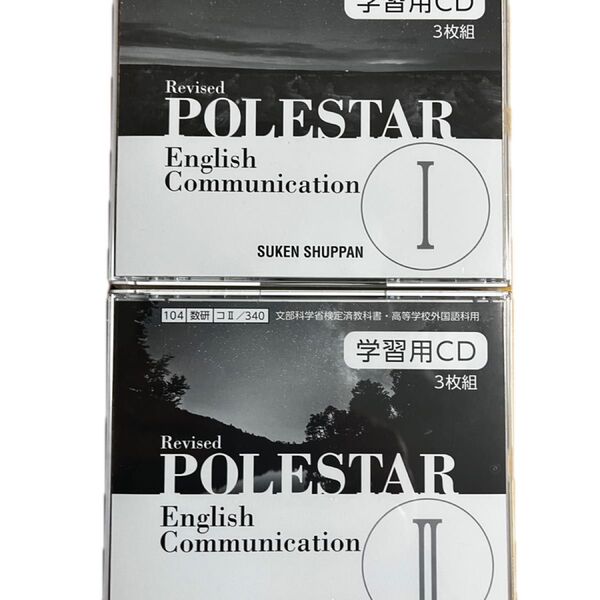 学習用CD
3枚組
Revised
POLESTAR
English
Communication
I
SUKEN SHUPPAN
104 数研 コⅡ/340 文部科学省検定済教科書・高等学校外国語科用
学習用CD
3枚組
Revised
POLESTAR
English
Communication
II